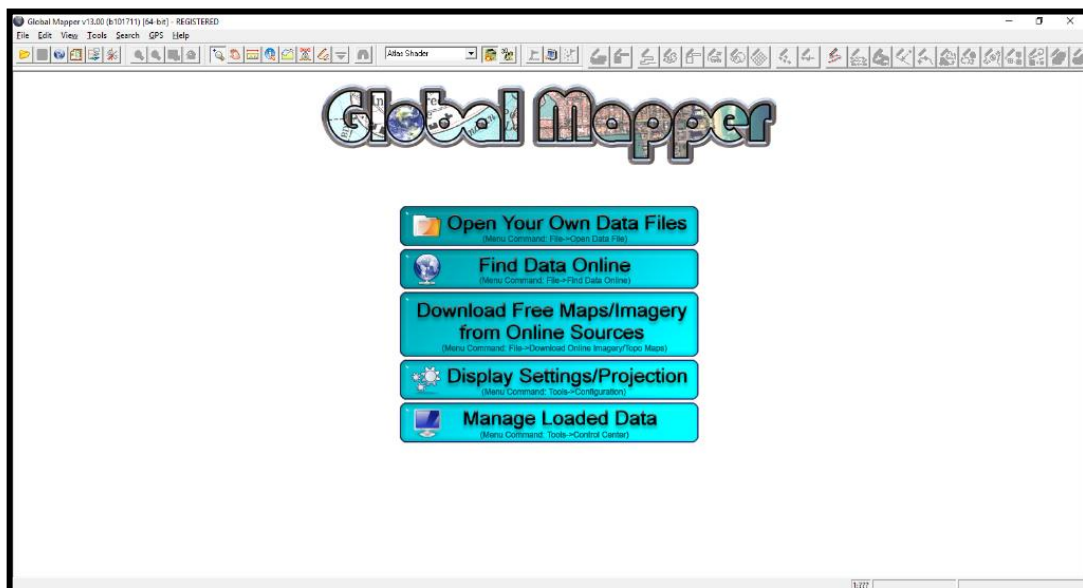 Global Mapper v13.00 (b101711) [64-bit] - REGISTERED
File Edit View Tools Search GPS Help
Atlas Shader
Global Mapper
Open Your Own Data Files
(Menu Command: File->Open Data File)
Find Data Online
(Menu Command: File->Find Data Online)
Download Free Maps/Imagery
from Online Sources
(Menu Command: File->Download Online Imagery/Topo Maps)
Display Settings/Projection
(Menu Command: Tools->Configuration)
Manage Loaded Data
(Menu Command: Tools->Control Center)
1:???